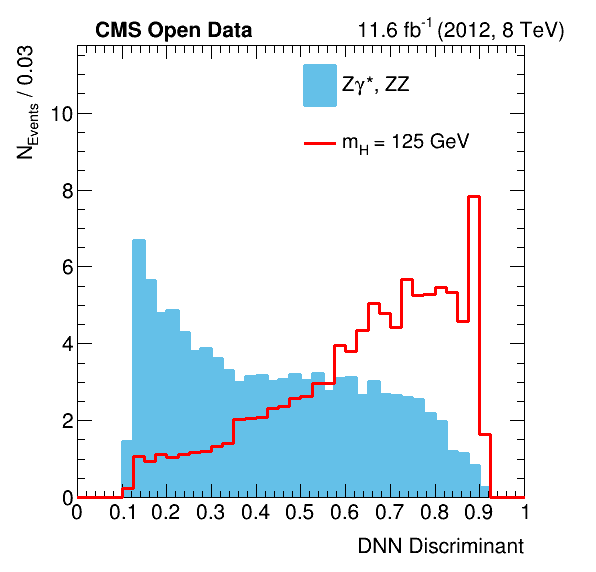 CMS Open Data 11.6 fb⁻¹ (2012, 8 TeV)
N_Events / 0.03
Zγ*, ZZ
m_H = 125 GeV
10
8
6
4
2
0
0 0.1 0.2 0.3 0.4 0.5 0.6 0.7 0.8 0.9 1
DNN Discriminant